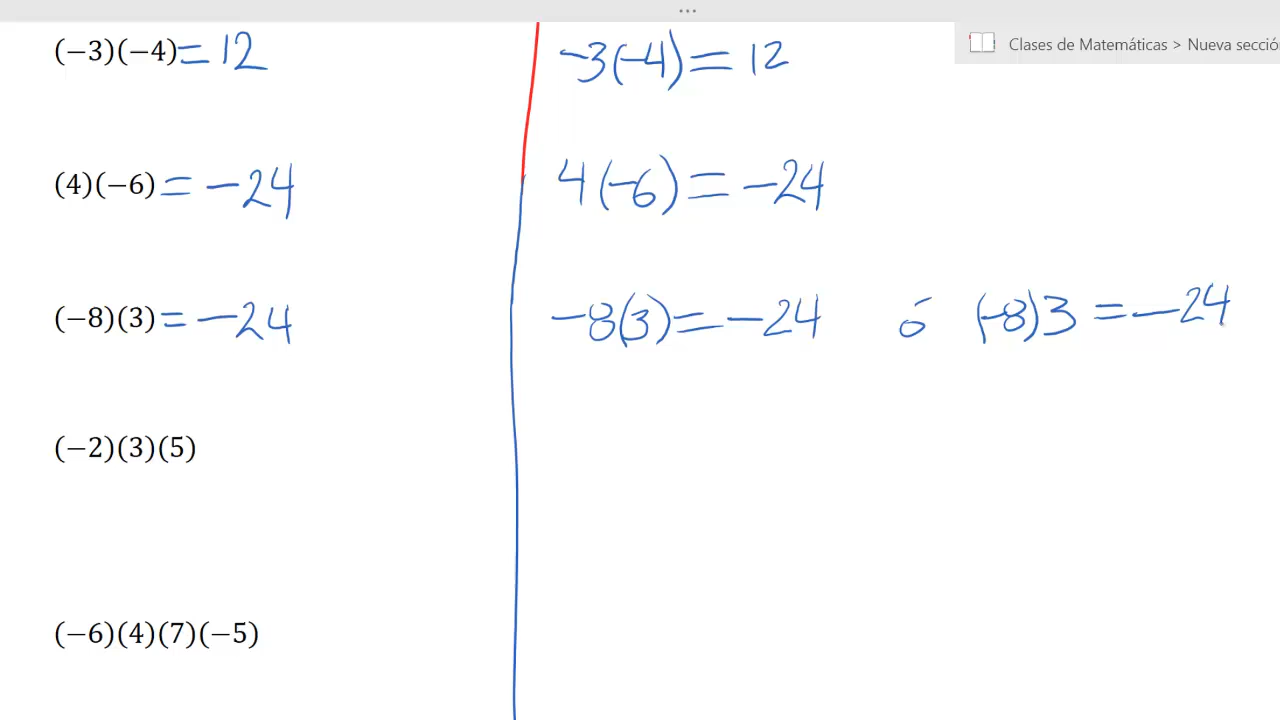 ...
Clases de Matemáticas > Nueva secció
(−3)(−4) = 12
−3(−4) = 12
(4)(−6) = −24
4(−6) = −24
(−8)(3) = −24
−8(3) = −24 ó (−8)3 = −24
(−2)(3)(5)
(−6)(4)(7)(−5)